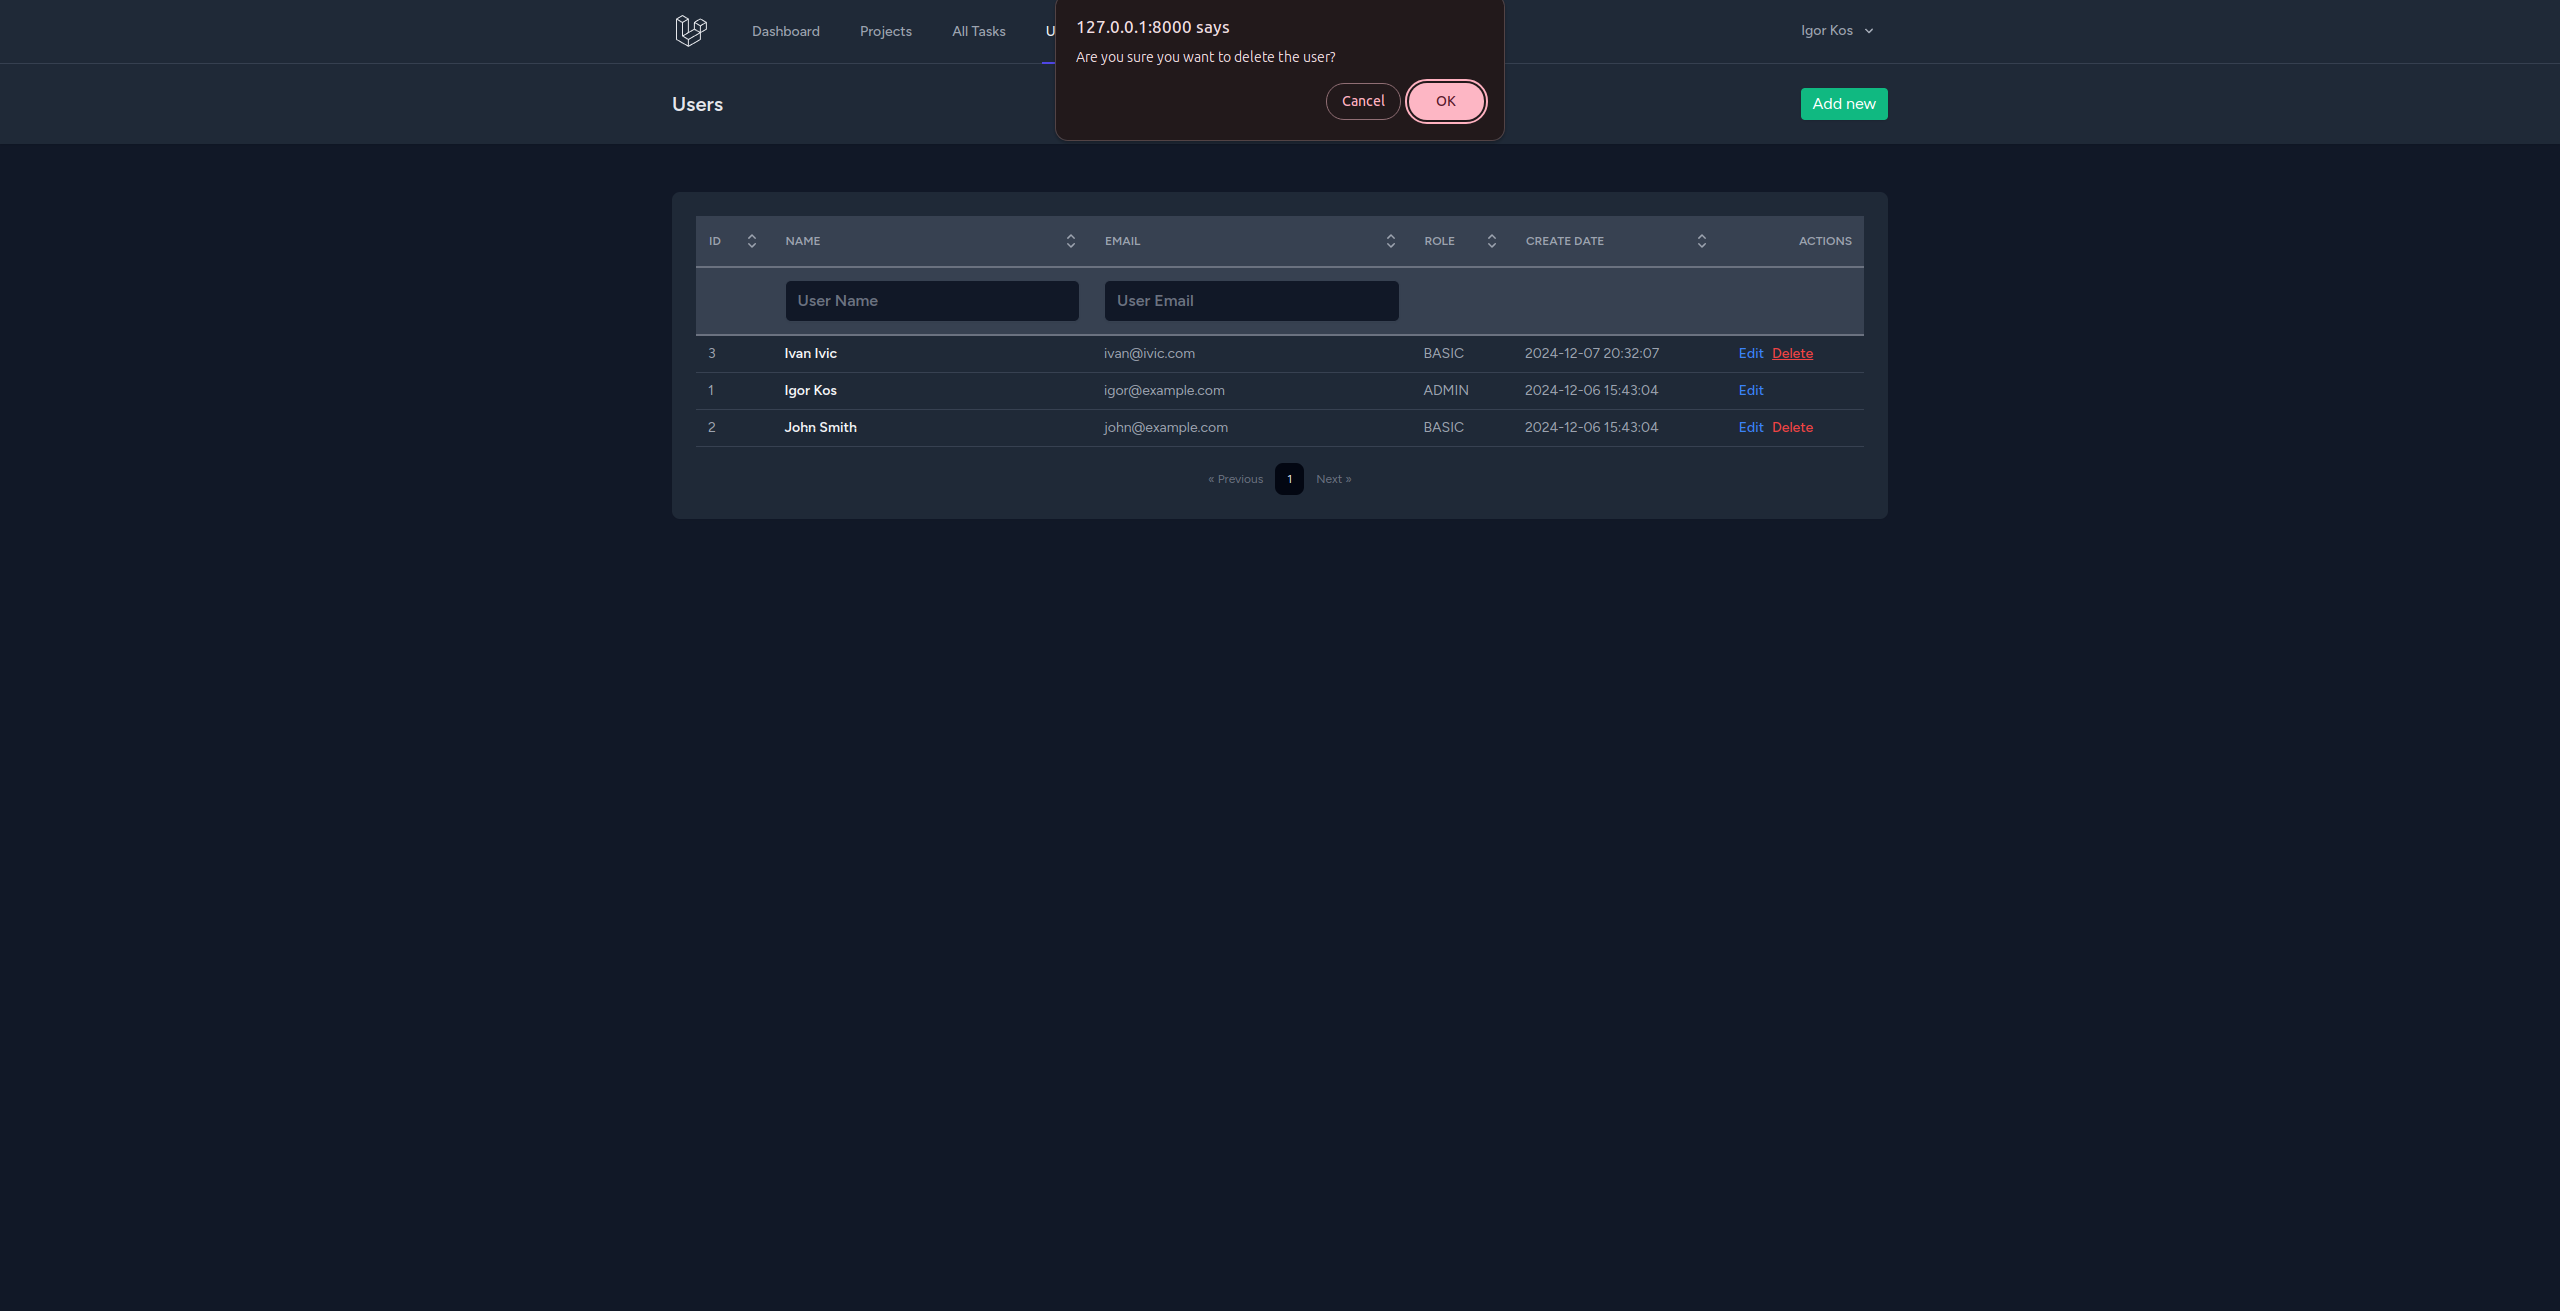 Dashboard Projects All Tasks U
Igor Kos
127.0.0.1:8000 says
Are you sure you want to delete the user?
Cancel OK
Users
Add new
ID NAME EMAIL ROLE CREATE DATE ACTIONS
User Name User Email
3 Ivan Ivic ivan@ivic.com BASIC 2024-12-07 20:32:07 Edit Delete
1 Igor Kos igor@example.com ADMIN 2024-12-06 15:43:04 Edit
2 John Smith john@example.com BASIC 2024-12-06 15:43:04 Edit Delete
« Previous 1 Next »